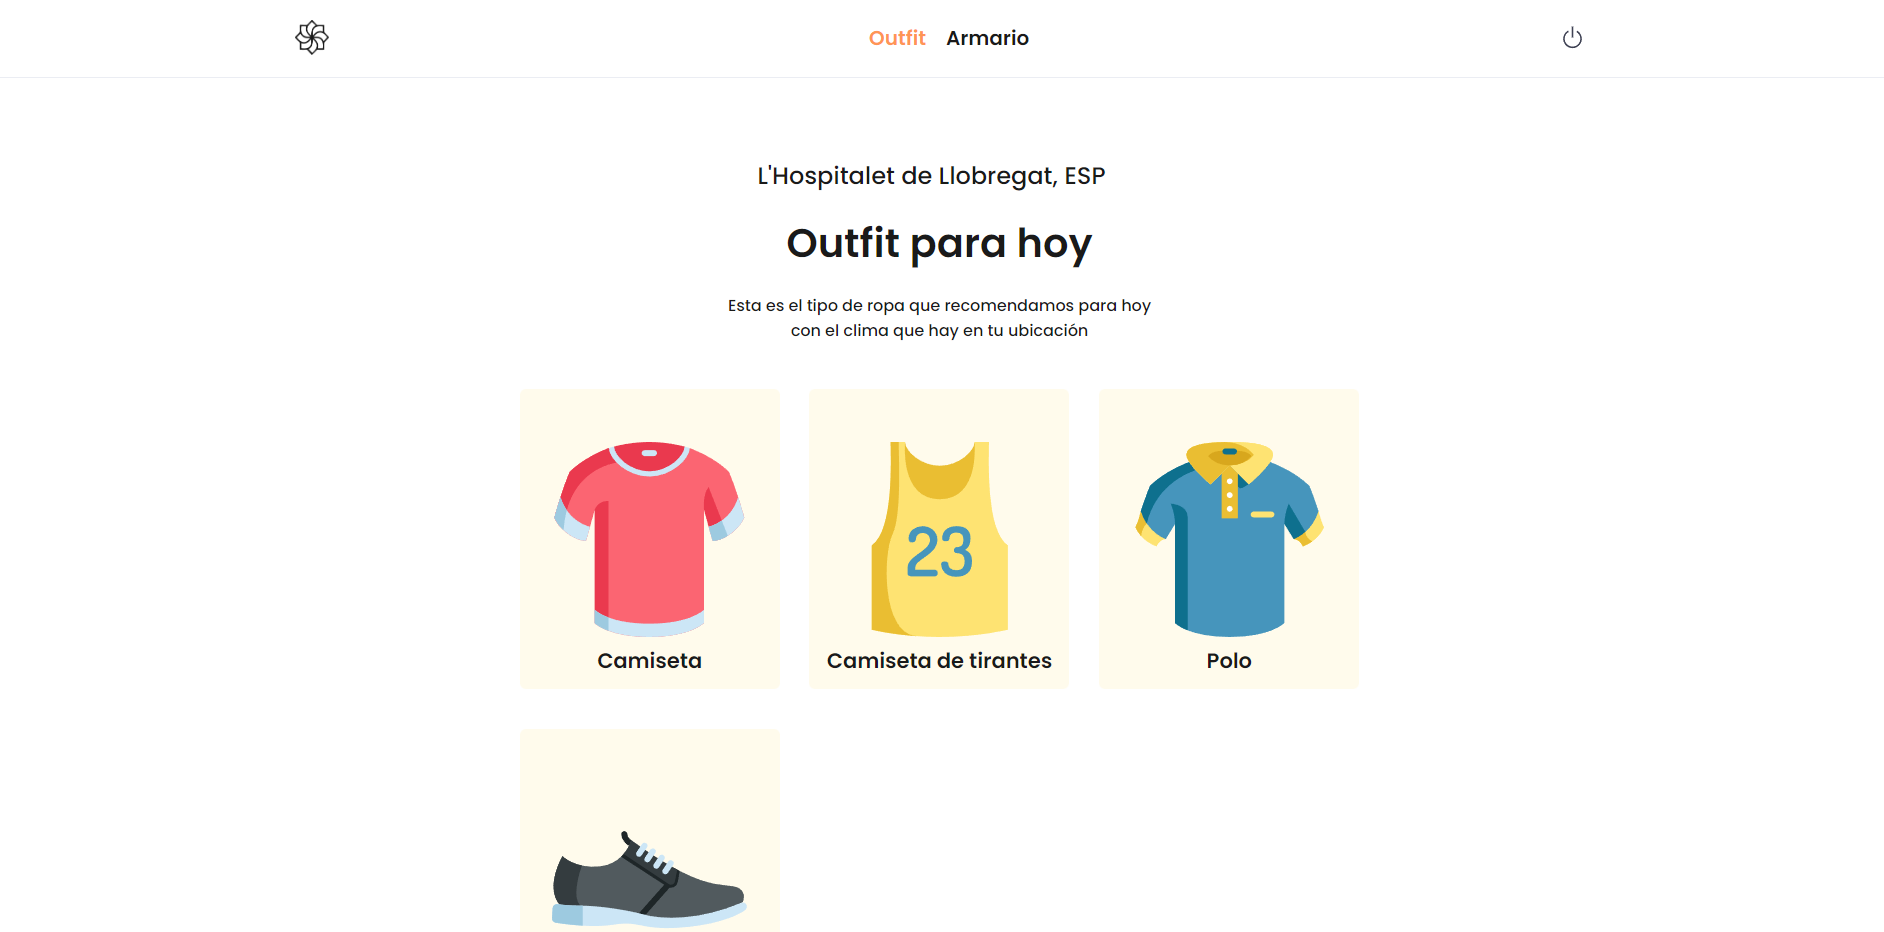 Outfit Armario
L'Hospitalet de Llobregat, ESP
Outfit para hoy
Esta es el tipo de ropa que recomendamos para hoy
con el clima que hay en tu ubicación
23
Camiseta
Camiseta de tirantes
Polo